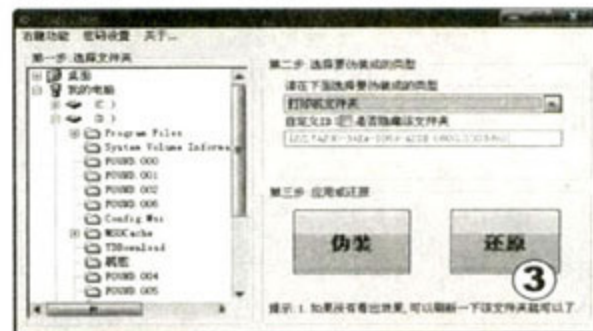 右键功能 密码设置 关于...
第一步 选择文件夹
桌面
我的电脑
Program Files
System Volume Informa
FOUND.000
FOUND.001
FOUND.002
FOUND.006
Config.Msi
MSOCache
TDDownload
FOUND.004
FOUND.005
第二步 选择要伪装成的类型
请在下面选择要伪装成的类型
打印机文件夹
自定义ID 是否隐藏该文件夹
第三步 应用或还原
伪装
还原
3
提示:1.如果没有看出效果,可以刷新一下该文件夹就可以了